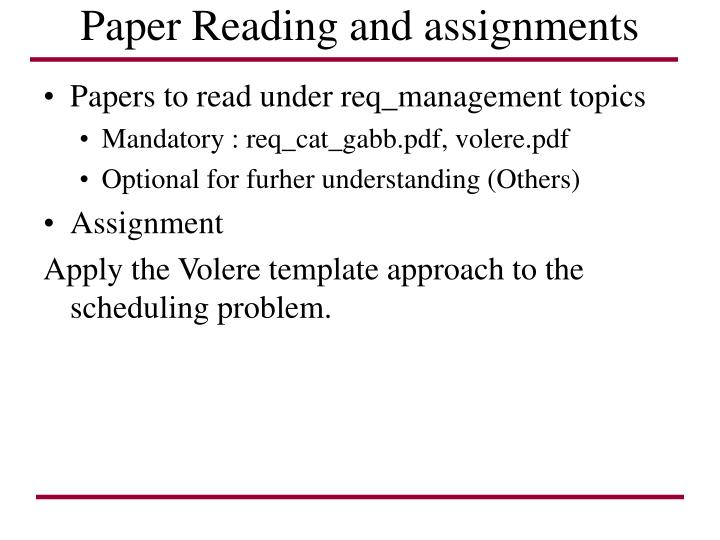 Paper Reading and assignments
• Papers to read under req_management topics
• Mandatory : req_cat_gabb.pdf, volere.pdf
• Optional for furher understanding (Others)
• Assignment
Apply the Volere template approach to the
scheduling problem.